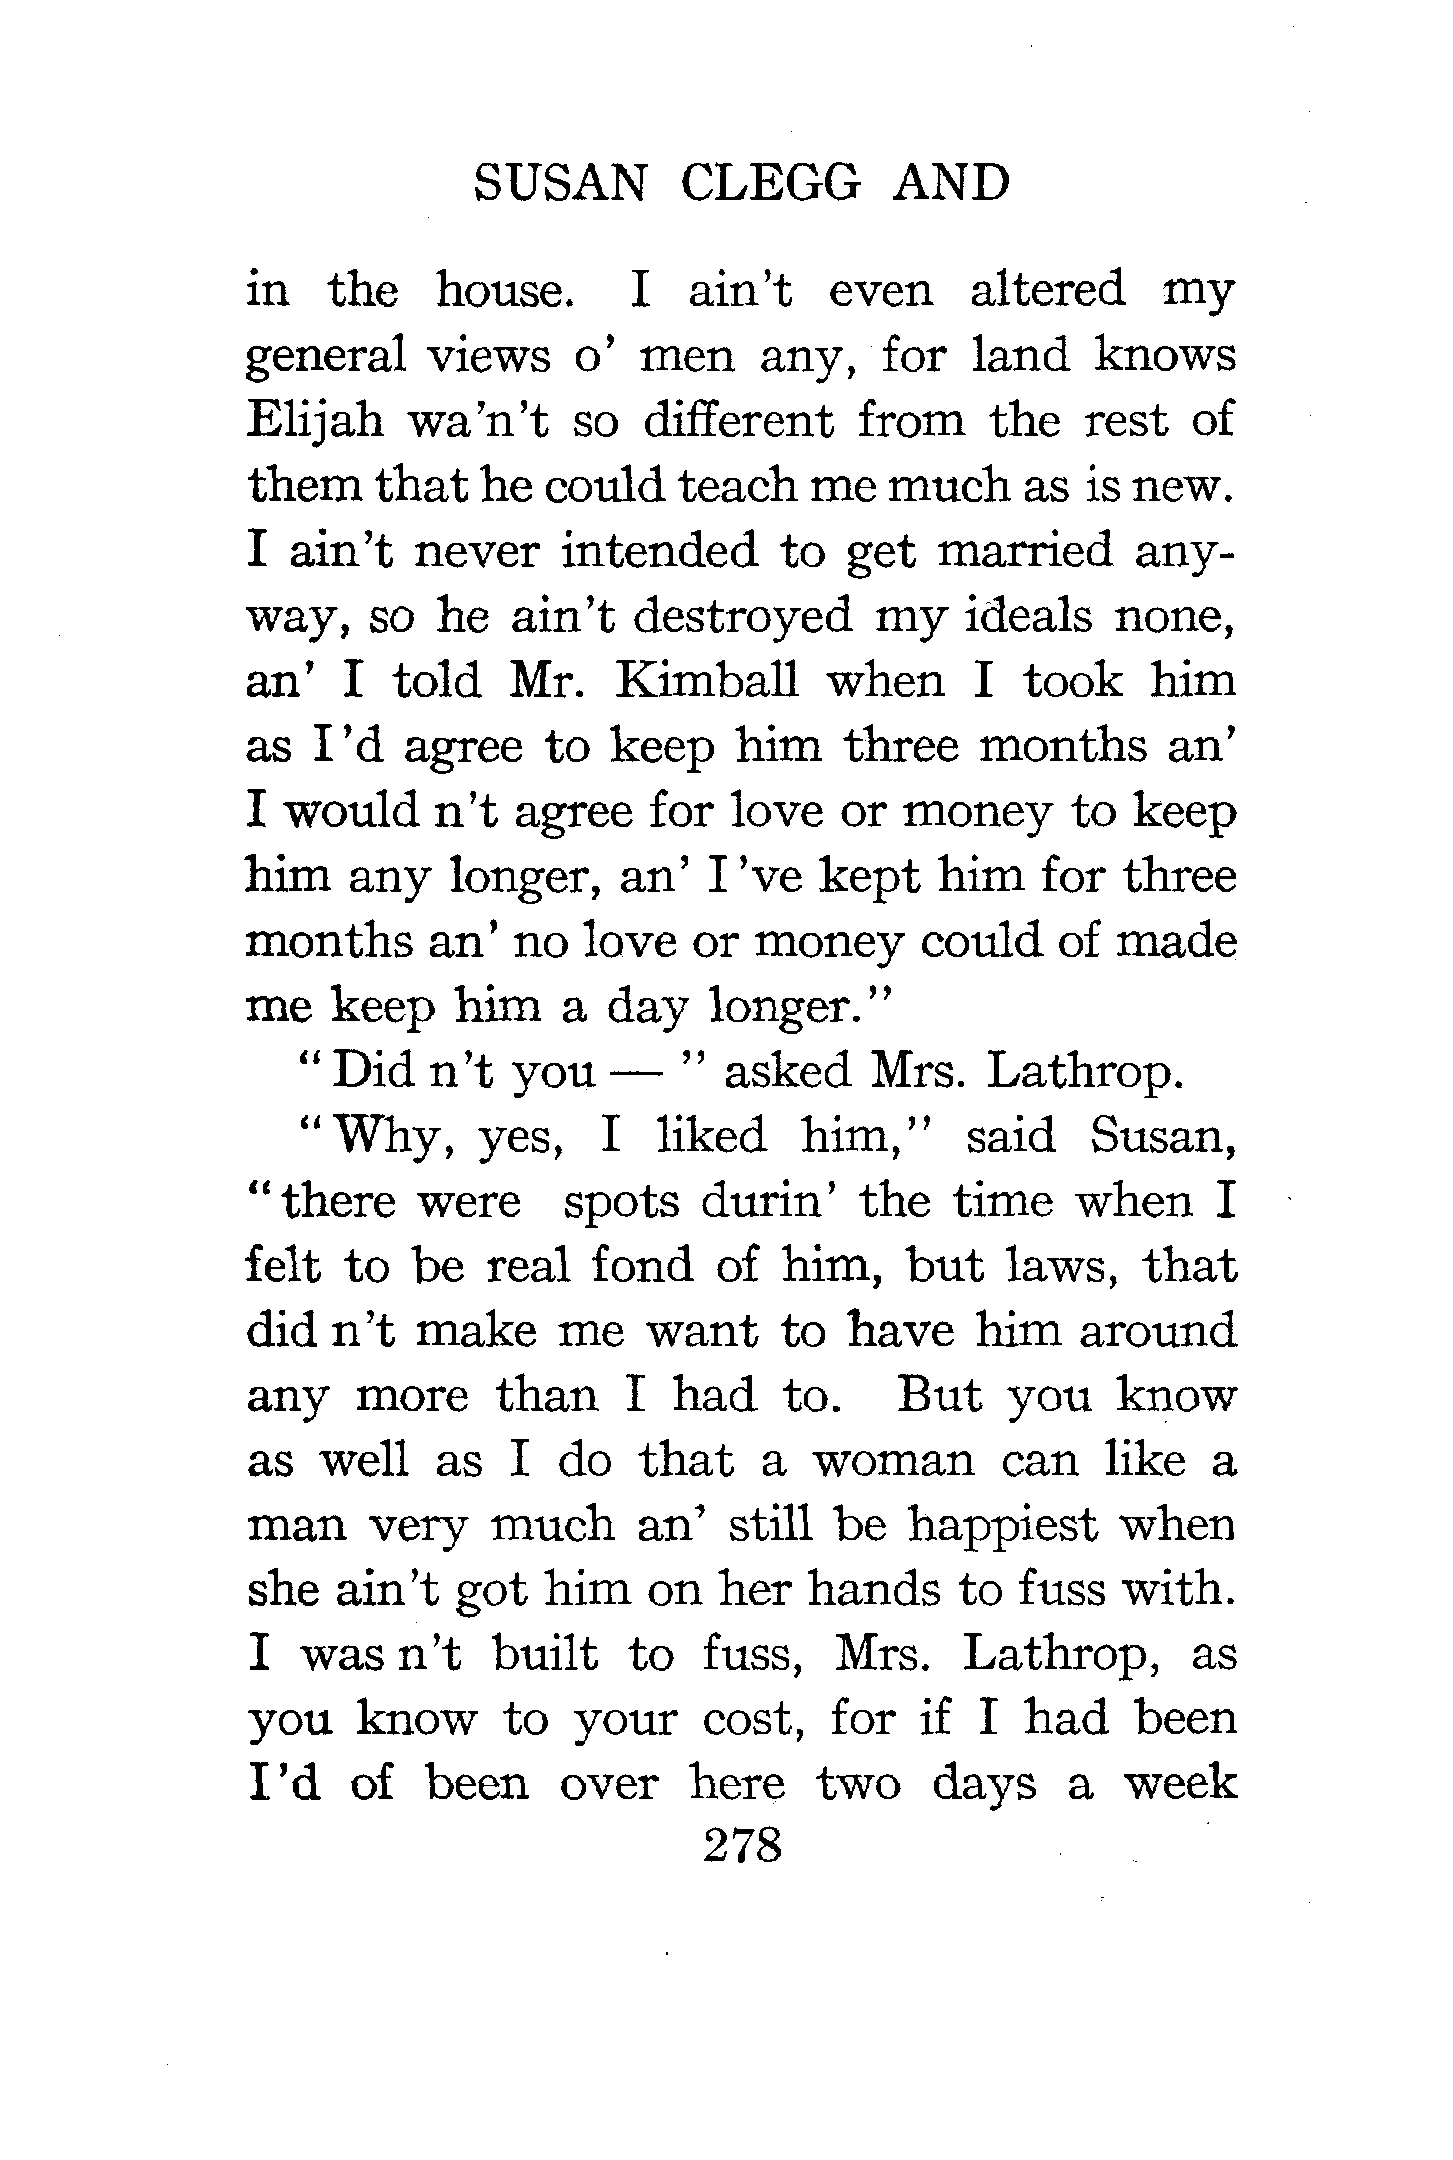 SUSAN CLEGG AND
in the house. I ain't even altered my
general views o' men any, for land knows
Elijah wa'n't so different from the rest of
them that he could teach me much as is new.
I ain't never intended to get married any-
way, so he ain't destroyed my ideals none,
an' I told Mr. Kimball when I took him
as I'd agree to keep him three months an'
I would n't agree for love or money to keep
him any longer, an' I've kept him for three
months an' no love or money could of made
me keep him a day longer."
"Did n't you — " asked Mrs. Lathrop.
"Why, yes, I liked him," said Susan,
"there were spots durin' the time when I
felt to be real fond of him, but laws, that
did n't make me want to have him around
any more than I had to. But you know
as well as I do that a woman can like a
man very much an' still be happiest when
she ain't got him on her hands to fuss with.
I was n't built to fuss, Mrs. Lathrop, as
you know to your cost, for if I had been
I'd of been over here two days a week
278